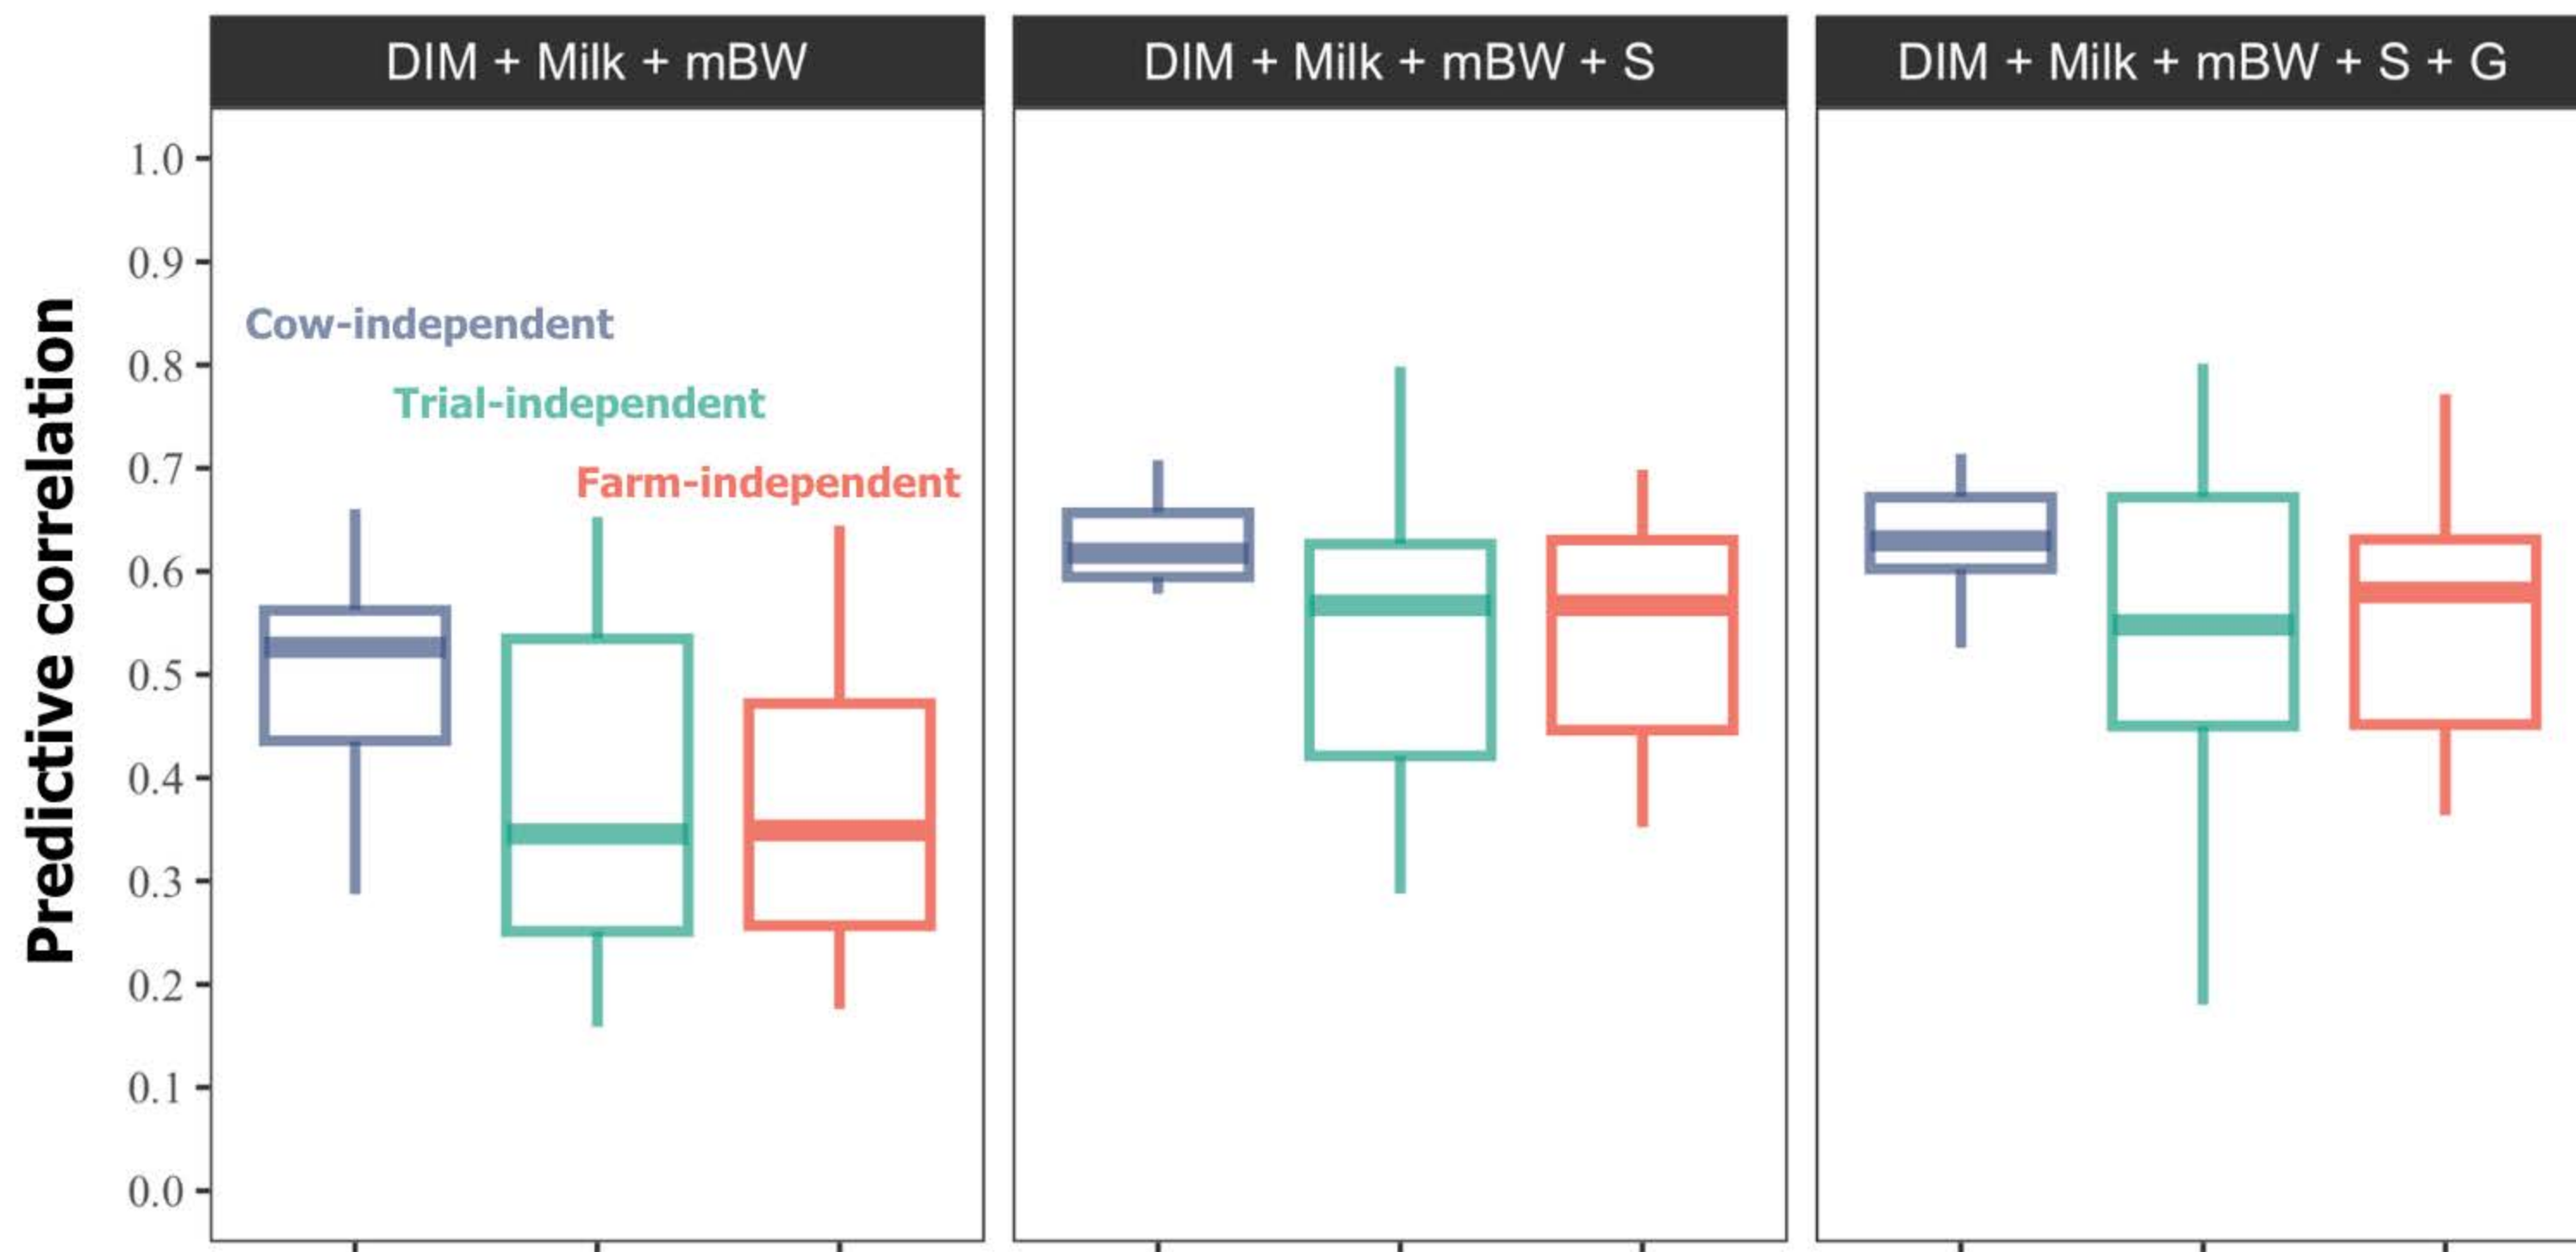 DIM + Milk + mBW
DIM + Milk + mBW + S
DIM + Milk + mBW + S + G
Predictive correlation
1.0
0.9
0.8
0.7
0.6
0.5
0.4
0.3
0.2
0.1
0.0
Cow-independent
Trial-independent
Farm-independent